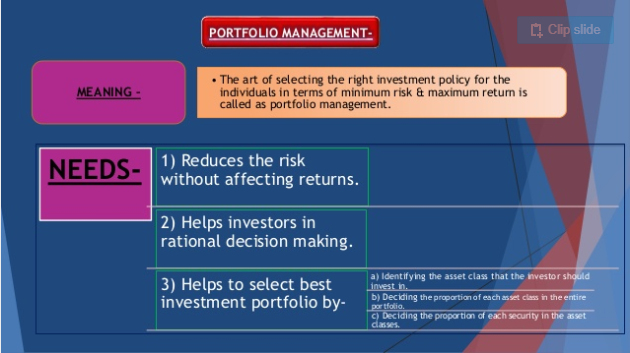 PORTFOLIO MANAGEMENT-
Clip slide
MEANING -
• The art of selecting the right investment policy for the
individuals in terms of minimum risk & maximum return is
called as portfolio management.
NEEDS-
1) Reduces the risk
without affecting returns.
2) Helps investors in
rational decision making.
3) Helps to select best
investment portfolio by-
a) Identifying the asset class that the investor should
invest in.
b) Deciding the proportion of each asset class in the entire
portfolio.
c) Deciding the proportion of each security in the asset
classes.